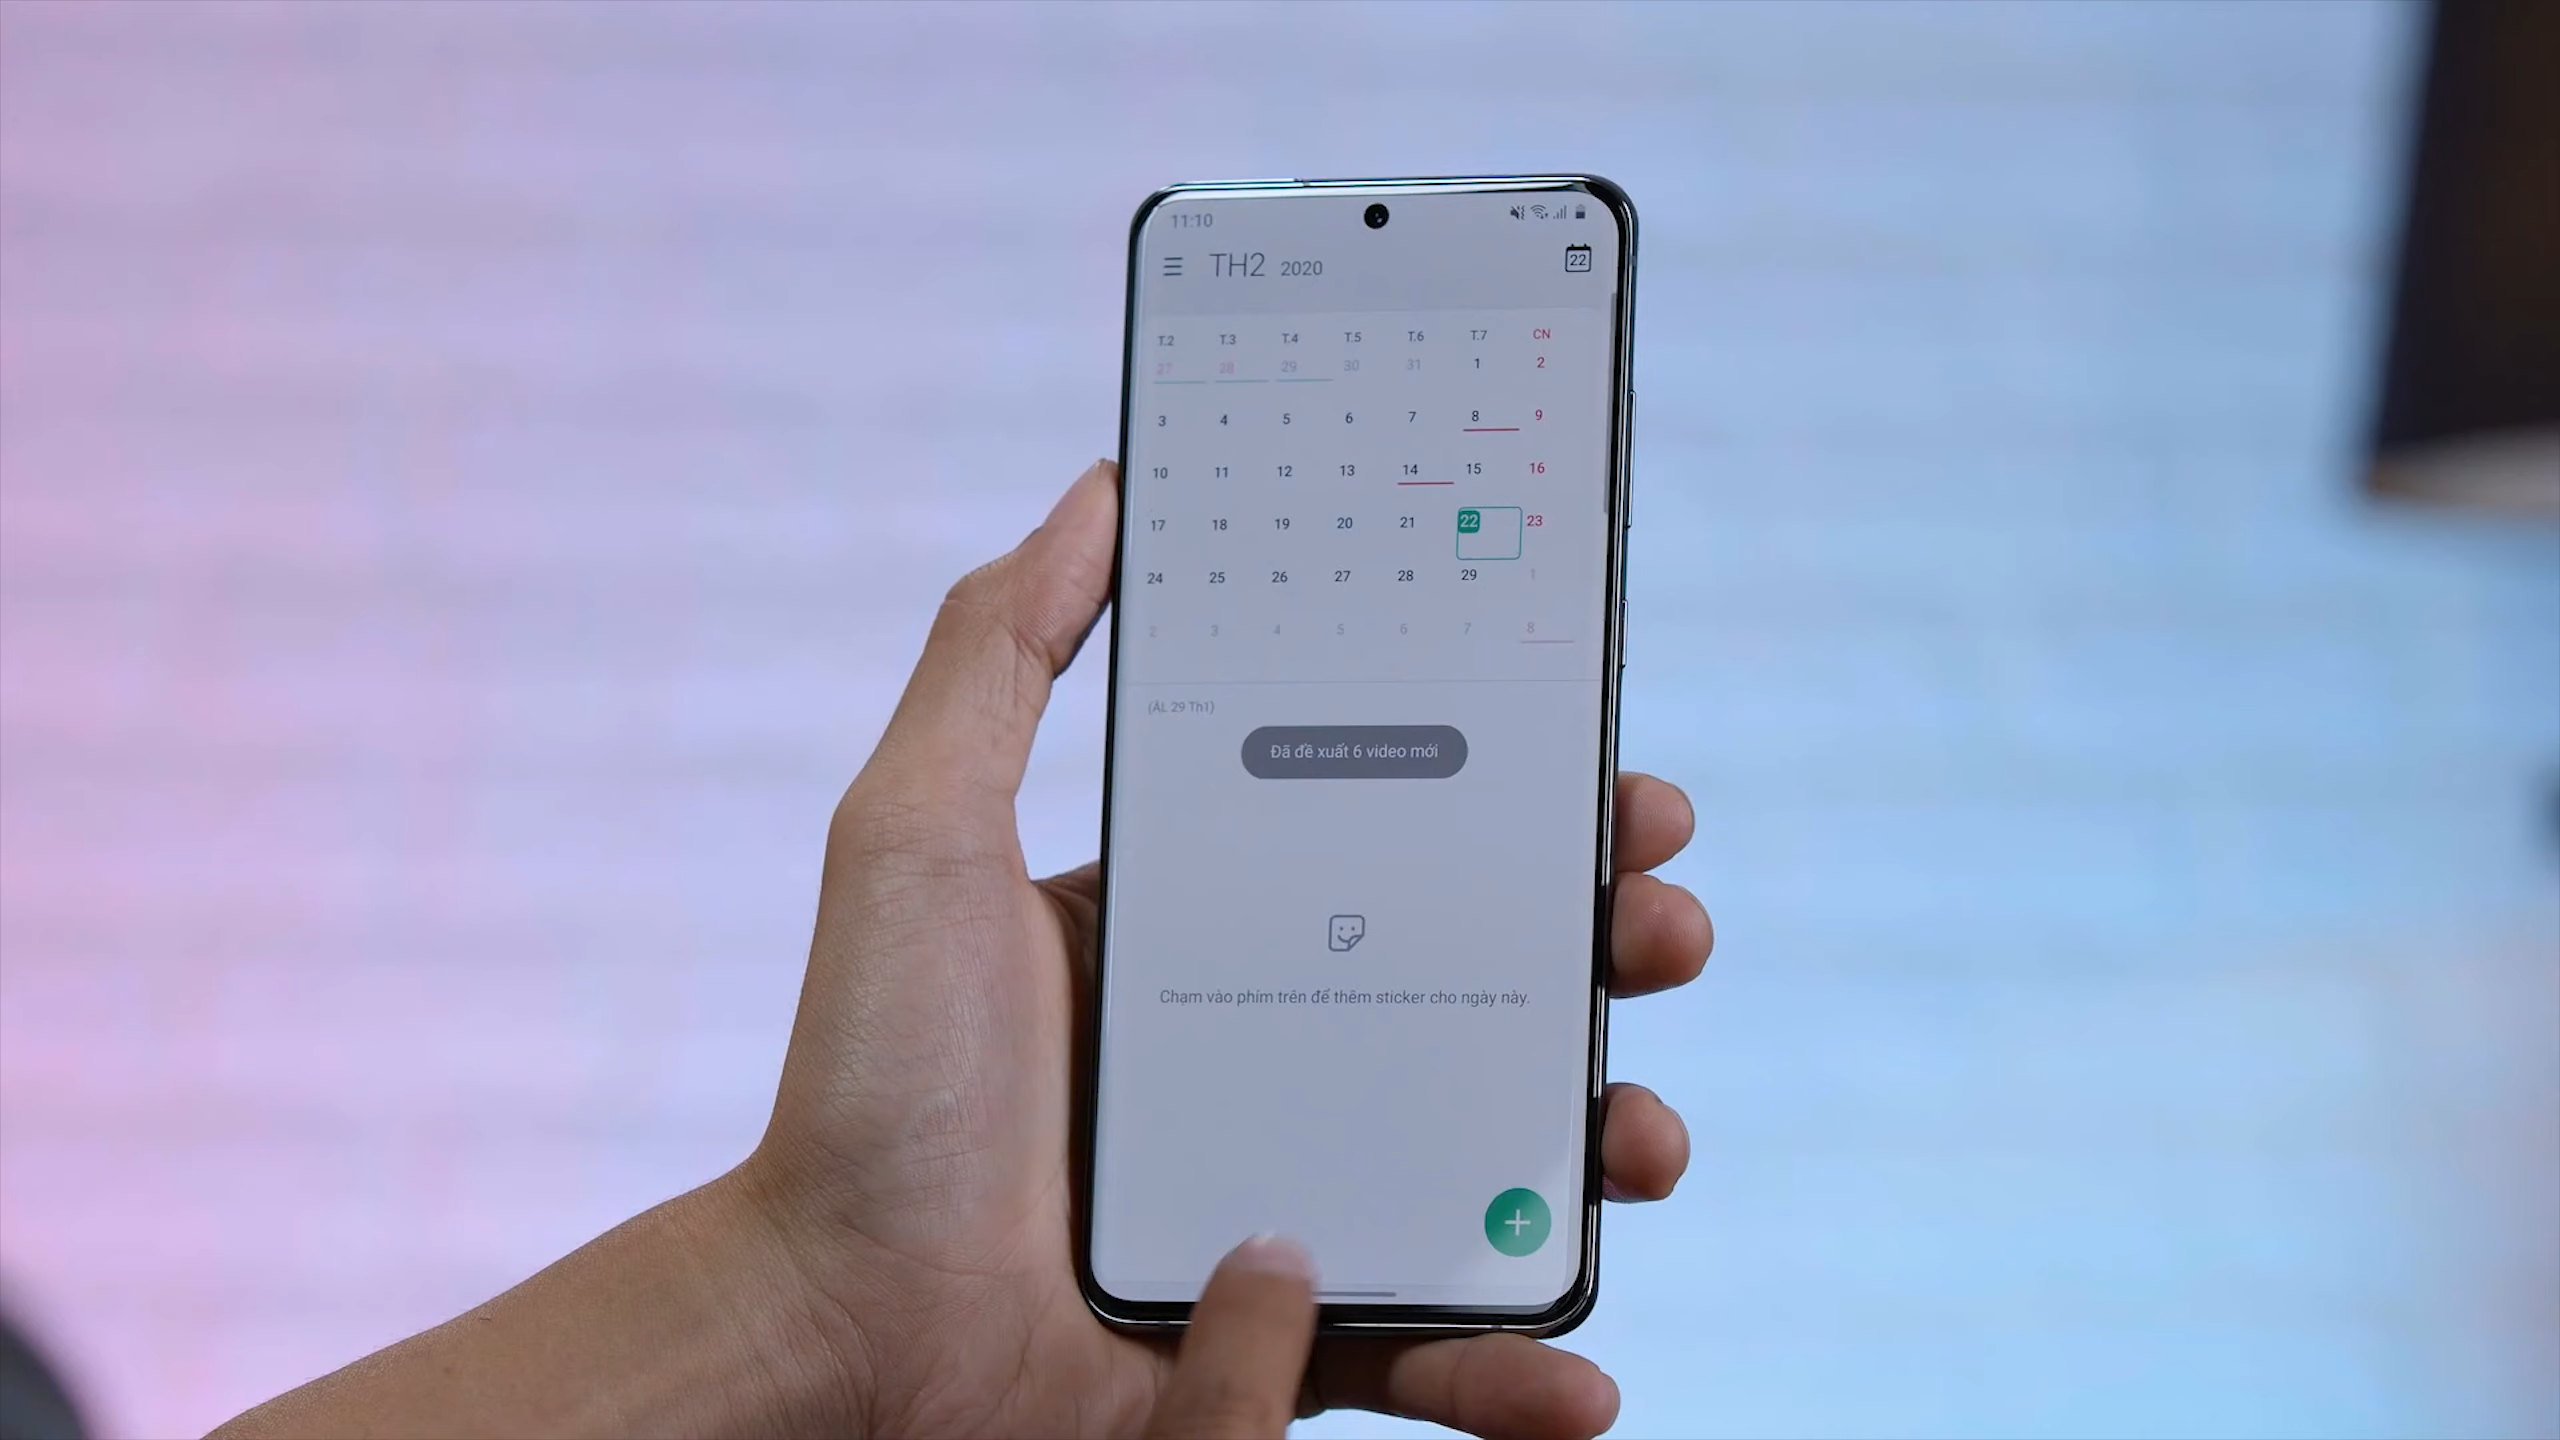 11:10
TH2 2020
22
T.2 T.3 T.4 T.5 T.6 T.7 CN
27 28 29 30 31 1 2
3 4 5 6 7 8 9
10 11 12 13 14 15 16
17 18 19 20 21 22 23
24 25 26 27 28 29 1
2 3 4 5 6 7 8
(ÂL 29 Th1)
Đã đề xuất 6 video mới
Chạm vào phím trên để thêm sticker cho ngày này.